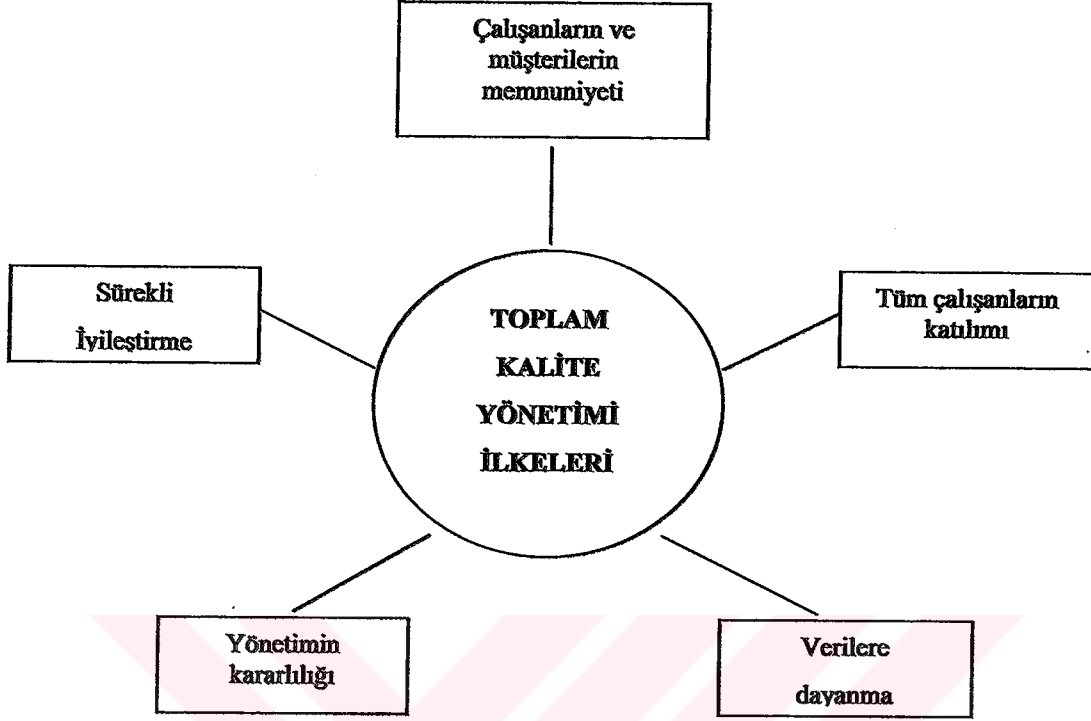 Çalışanların ve
müşterilerin
memnuniyeti
Sürekli
İyileştirme
TOPLAM
KALİTE
YÖNETİMİ
İLKELERİ
Tüm çalışanların
katılımı
Yönetimin
kararlılığı
Verilere
dayanma